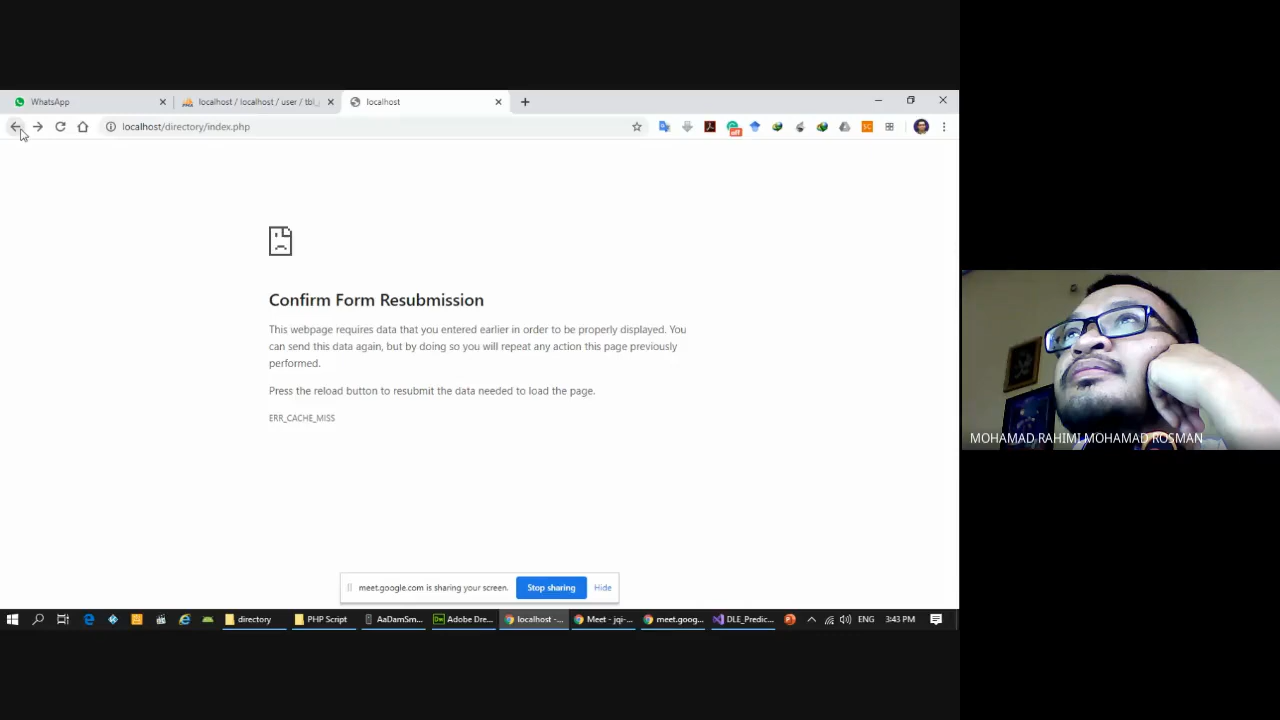 WhatsApp
localhost / localhost / user / tbl_
localhost
localhost/directory/index.php
off
SC
Confirm Form Resubmission
This webpage requires data that you entered earlier in order to be properly displayed. You
can send this data again, but by doing so you will repeat any action this page previously
performed.
Press the reload button to resubmit the data needed to load the page.
ERR_CACHE_MISS
MOHAMAD RAHIMI MOHAMAD ROSMAN
meet.google.com is sharing your screen.
Stop sharing
Hide
directory
PHP Script
AaDamSm...
Adobe Dre...
localhost -...
Meet - jqi-...
meet.goog...
DLE_Predic...
ENG
3:43 PM